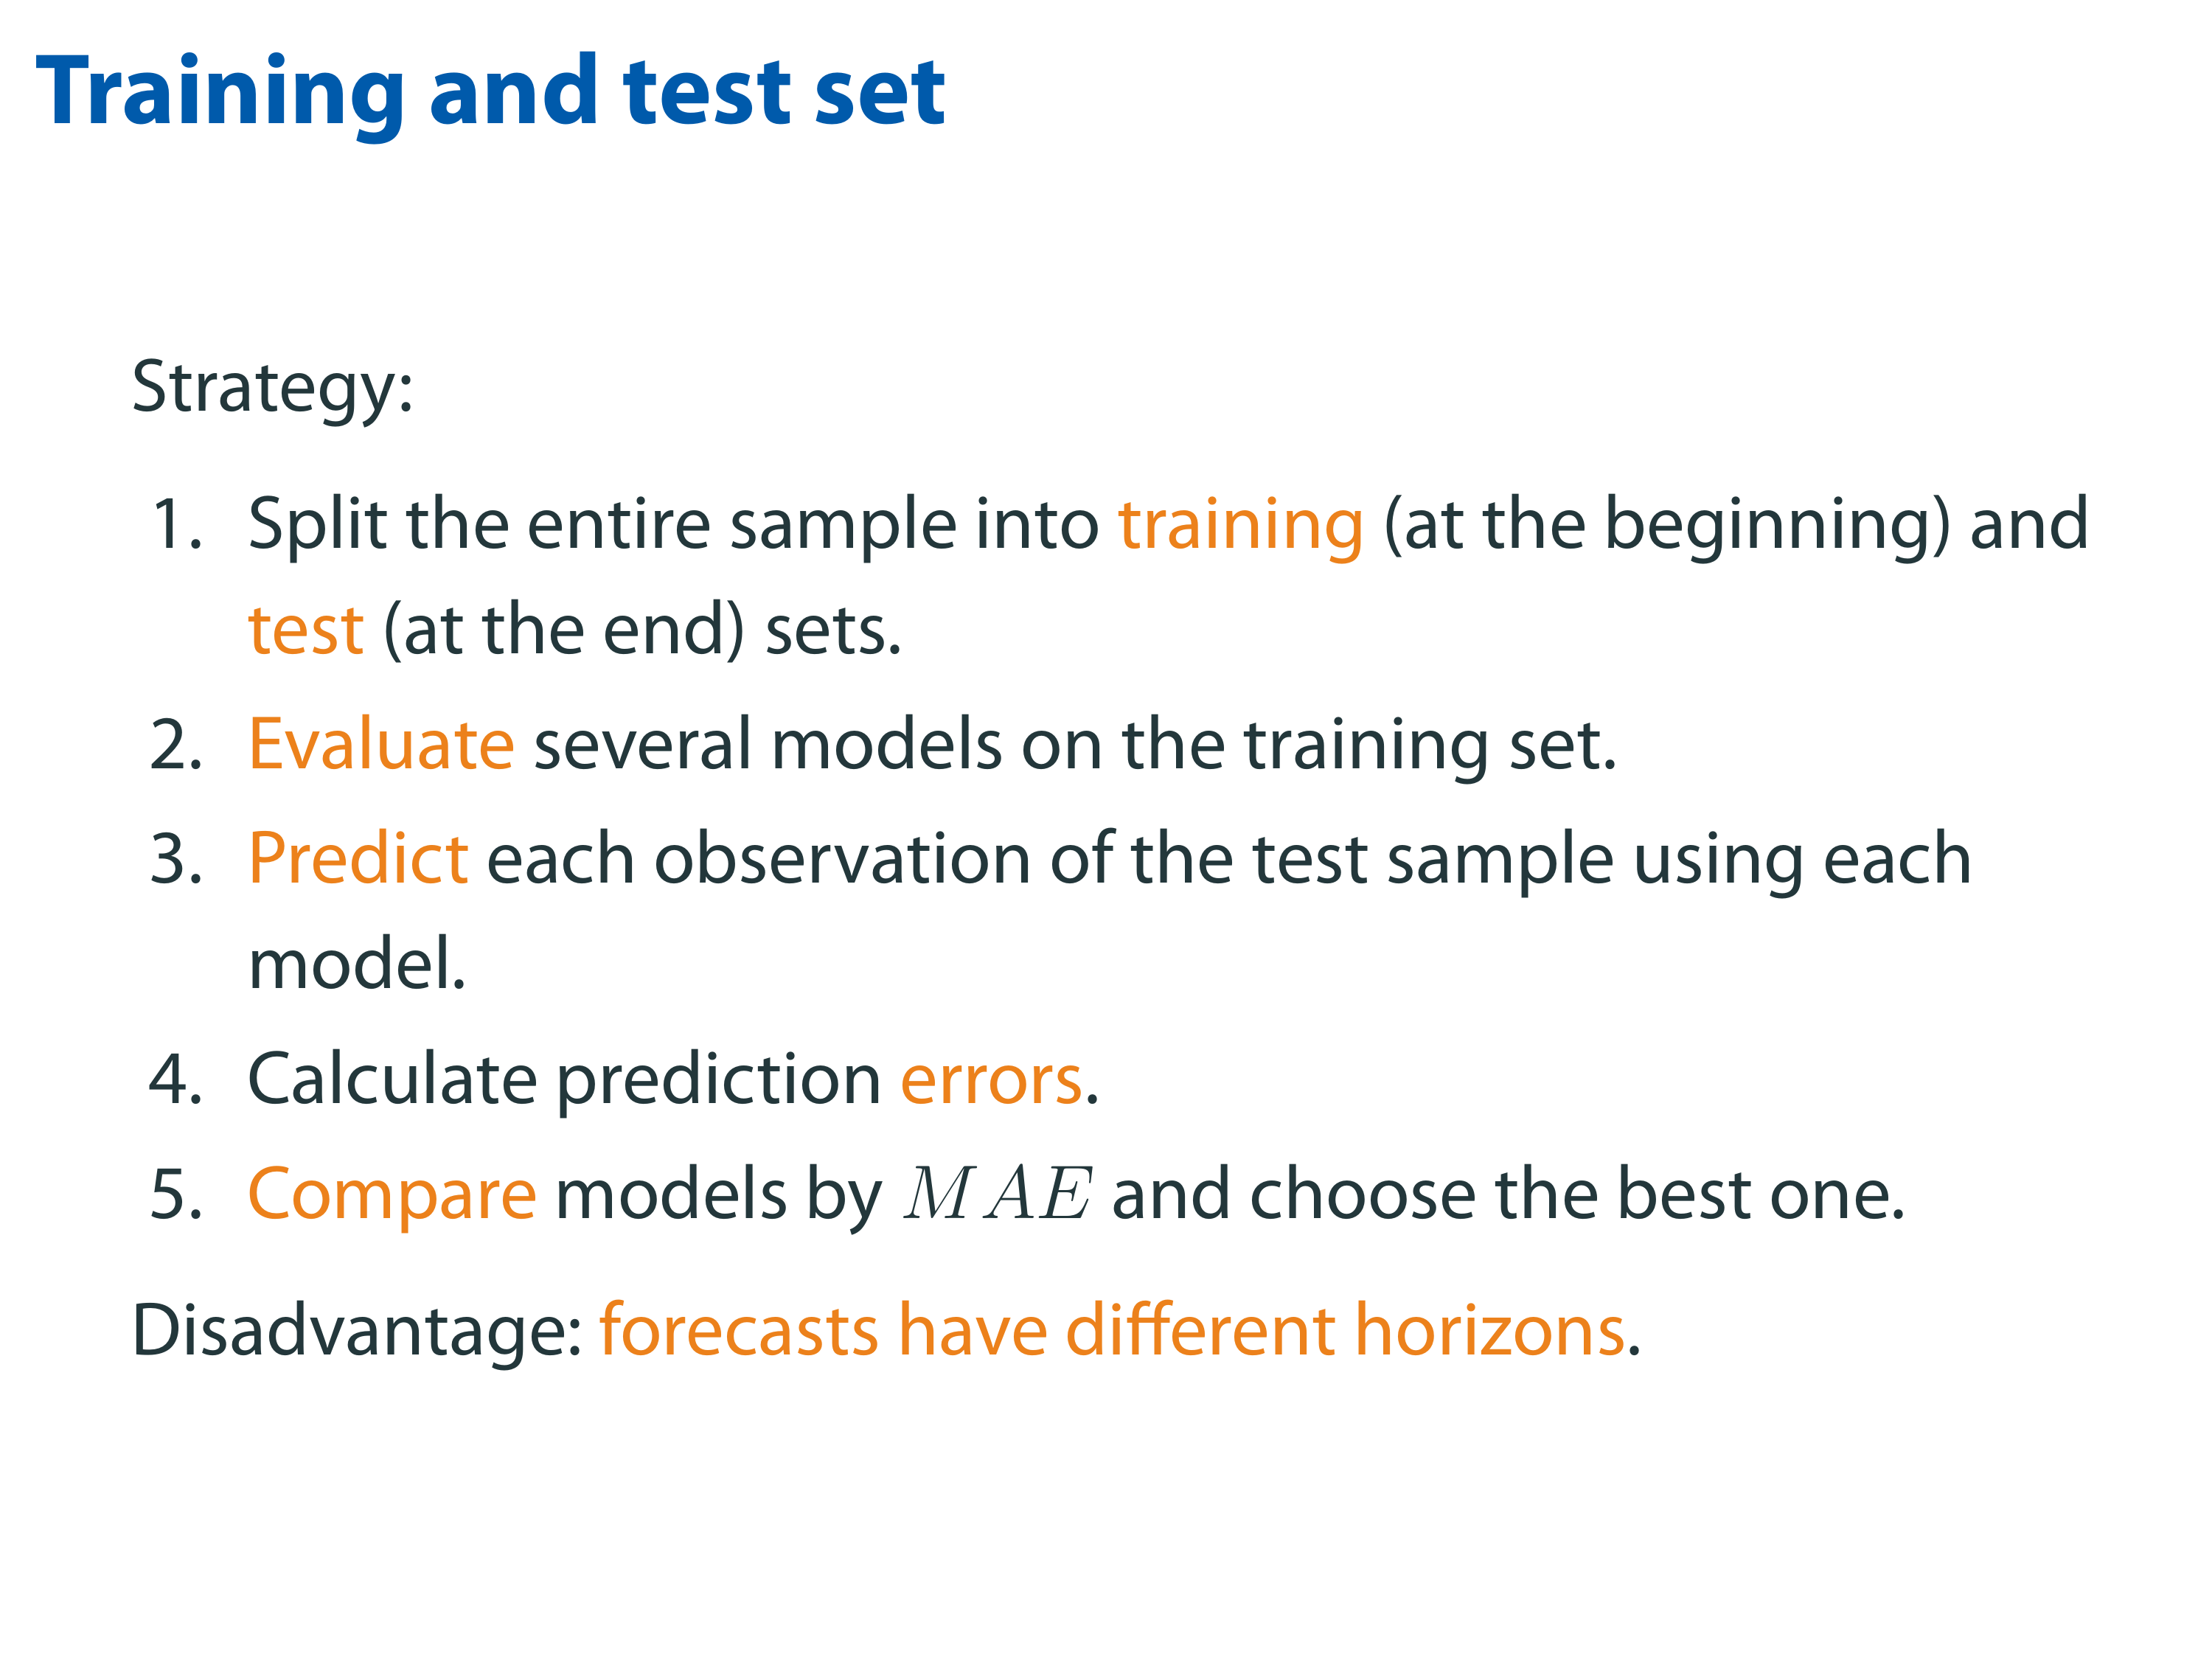 Training and test set
Strategy:
1. Split the entire sample into training (at the beginning) and
test (at the end) sets.
2. Evaluate several models on the training set.
3. Predict each observation of the test sample using each
model.
4. Calculate prediction errors.
5. Compare models by MAE and choose the best one.
Disadvantage: forecasts have different horizons.